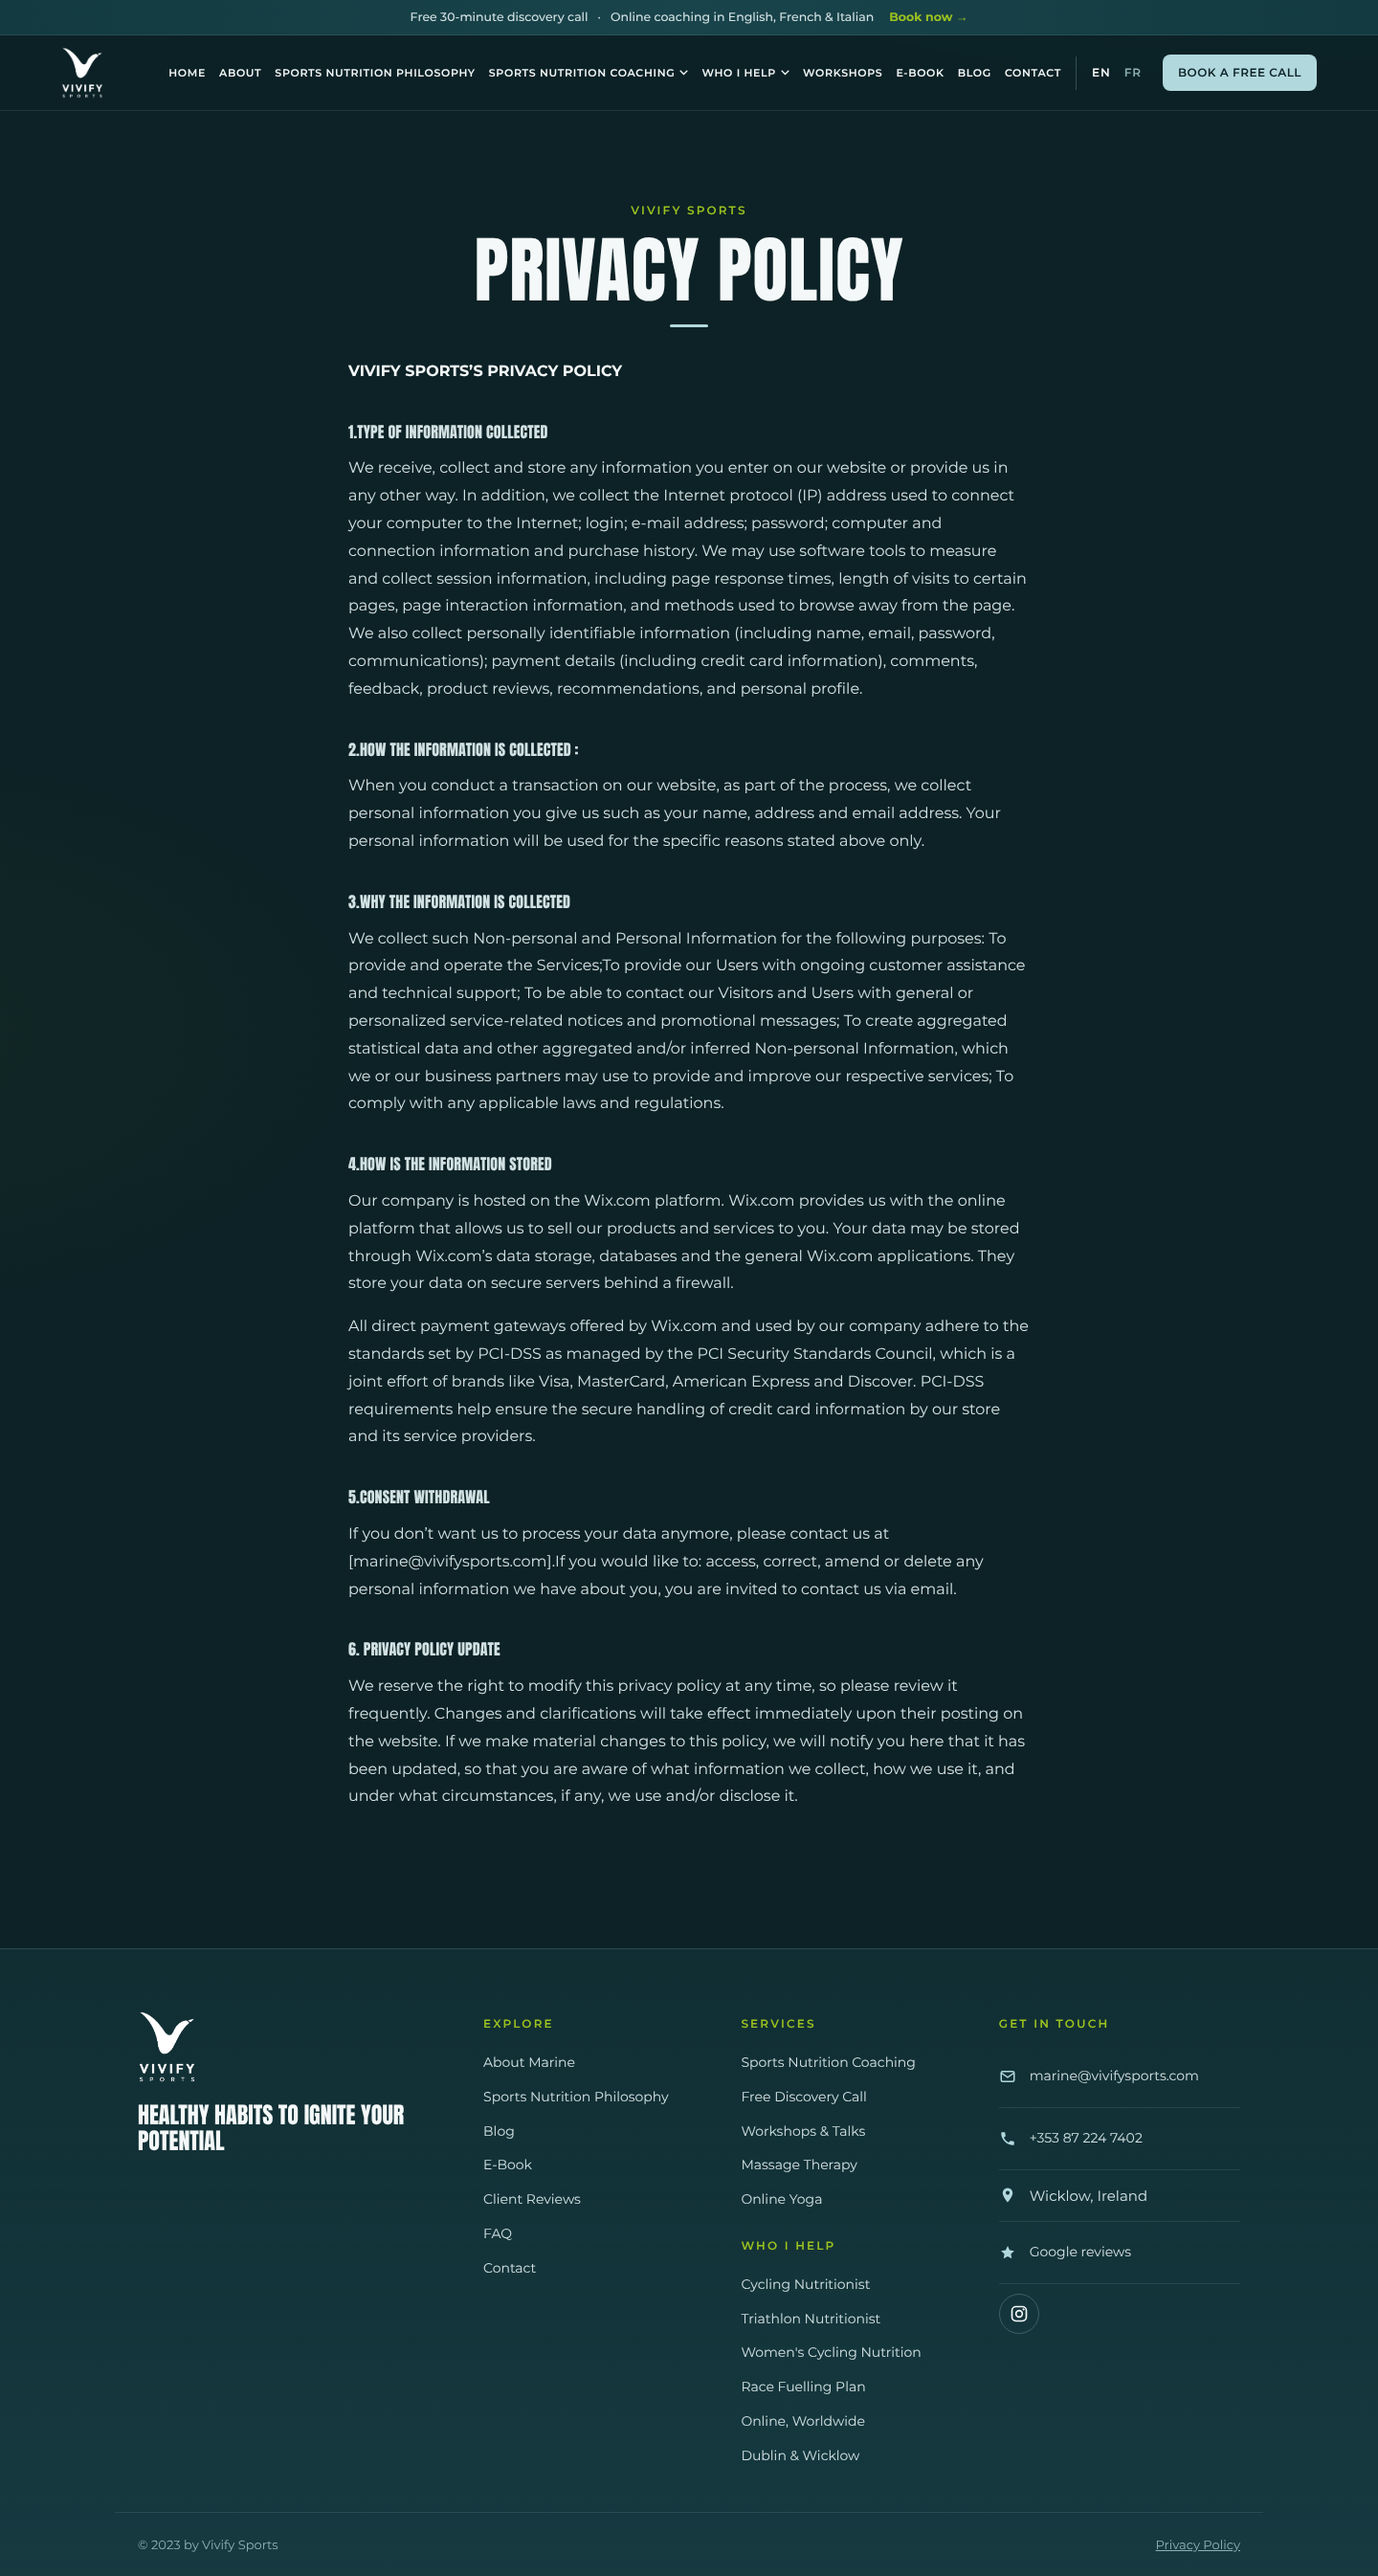 Free 30-minute discovery call · Online coaching in English, French & Italian Book now →
VIVIFY
SPORTS
HOME ABOUT SPORTS NUTRITION PHILOSOPHY SPORTS NUTRITION COACHING WHO I HELP WORKSHOPS E-BOOK BLOG CONTACT EN FR BOOK A FREE CALL
VIVIFY SPORTS
PRIVACY POLICY
VIVIFY SPORTS’S PRIVACY POLICY
1.TYPE OF INFORMATION COLLECTED
We receive, collect and store any information you enter on our website or provide us in
any other way. In addition, we collect the Internet protocol (IP) address used to connect
your computer to the Internet; login; e-mail address; password; computer and
connection information and purchase history. We may use software tools to measure
and collect session information, including page response times, length of visits to certain
pages, page interaction information, and methods used to browse away from the page.
We also collect personally identifiable information (including name, email, password,
communications); payment details (including credit card information), comments,
feedback, product reviews, recommendations, and personal profile.
2.HOW THE INFORMATION IS COLLECTED :
When you conduct a transaction on our website, as part of the process, we collect
personal information you give us such as your name, address and email address. Your
personal information will be used for the specific reasons stated above only.
3.WHY THE INFORMATION IS COLLECTED
We collect such Non-personal and Personal Information for the following purposes: To
provide and operate the Services;To provide our Users with ongoing customer assistance
and technical support; To be able to contact our Visitors and Users with general or
personalized service-related notices and promotional messages; To create aggregated
statistical data and other aggregated and/or inferred Non-personal Information, which
we or our business partners may use to provide and improve our respective services; To
comply with any applicable laws and regulations.
4.HOW IS THE INFORMATION STORED
Our company is hosted on the Wix.com platform. Wix.com provides us with the online
platform that allows us to sell our products and services to you. Your data may be stored
through Wix.com’s data storage, databases and the general Wix.com applications. They
store your data on secure servers behind a firewall.
All direct payment gateways offered by Wix.com and used by our company adhere to the
standards set by PCI-DSS as managed by the PCI Security Standards Council, which is a
joint effort of brands like Visa, MasterCard, American Express and Discover. PCI-DSS
requirements help ensure the secure handling of credit card information by our store
and its service providers.
5.CONSENT WITHDRAWAL
If you don’t want us to process your data anymore, please contact us at
[marine@vivifysports.com].If you would like to: access, correct, amend or delete any
personal information we have about you, you are invited to contact us via email.
6. PRIVACY POLICY UPDATE
We reserve the right to modify this privacy policy at any time, so please review it
frequently. Changes and clarifications will take effect immediately upon their posting on
the website. If we make material changes to this policy, we will notify you here that it has
been updated, so that you are aware of what information we collect, how we use it, and
under what circumstances, if any, we use and/or disclose it.
VIVIFY
SPORTS
HEALTHY HABITS TO IGNITE YOUR
POTENTIAL
EXPLORE
About Marine
Sports Nutrition Philosophy
Blog
E-Book
Client Reviews
FAQ
Contact
SERVICES
Sports Nutrition Coaching
Free Discovery Call
Workshops & Talks
Massage Therapy
Online Yoga
WHO I HELP
Cycling Nutritionist
Triathlon Nutritionist
Women's Cycling Nutrition
Race Fuelling Plan
Online, Worldwide
Dublin & Wicklow
GET IN TOUCH
marine@vivifysports.com
+353 87 224 7402
Wicklow, Ireland
Google reviews
© 2023 by Vivify Sports
Privacy Policy